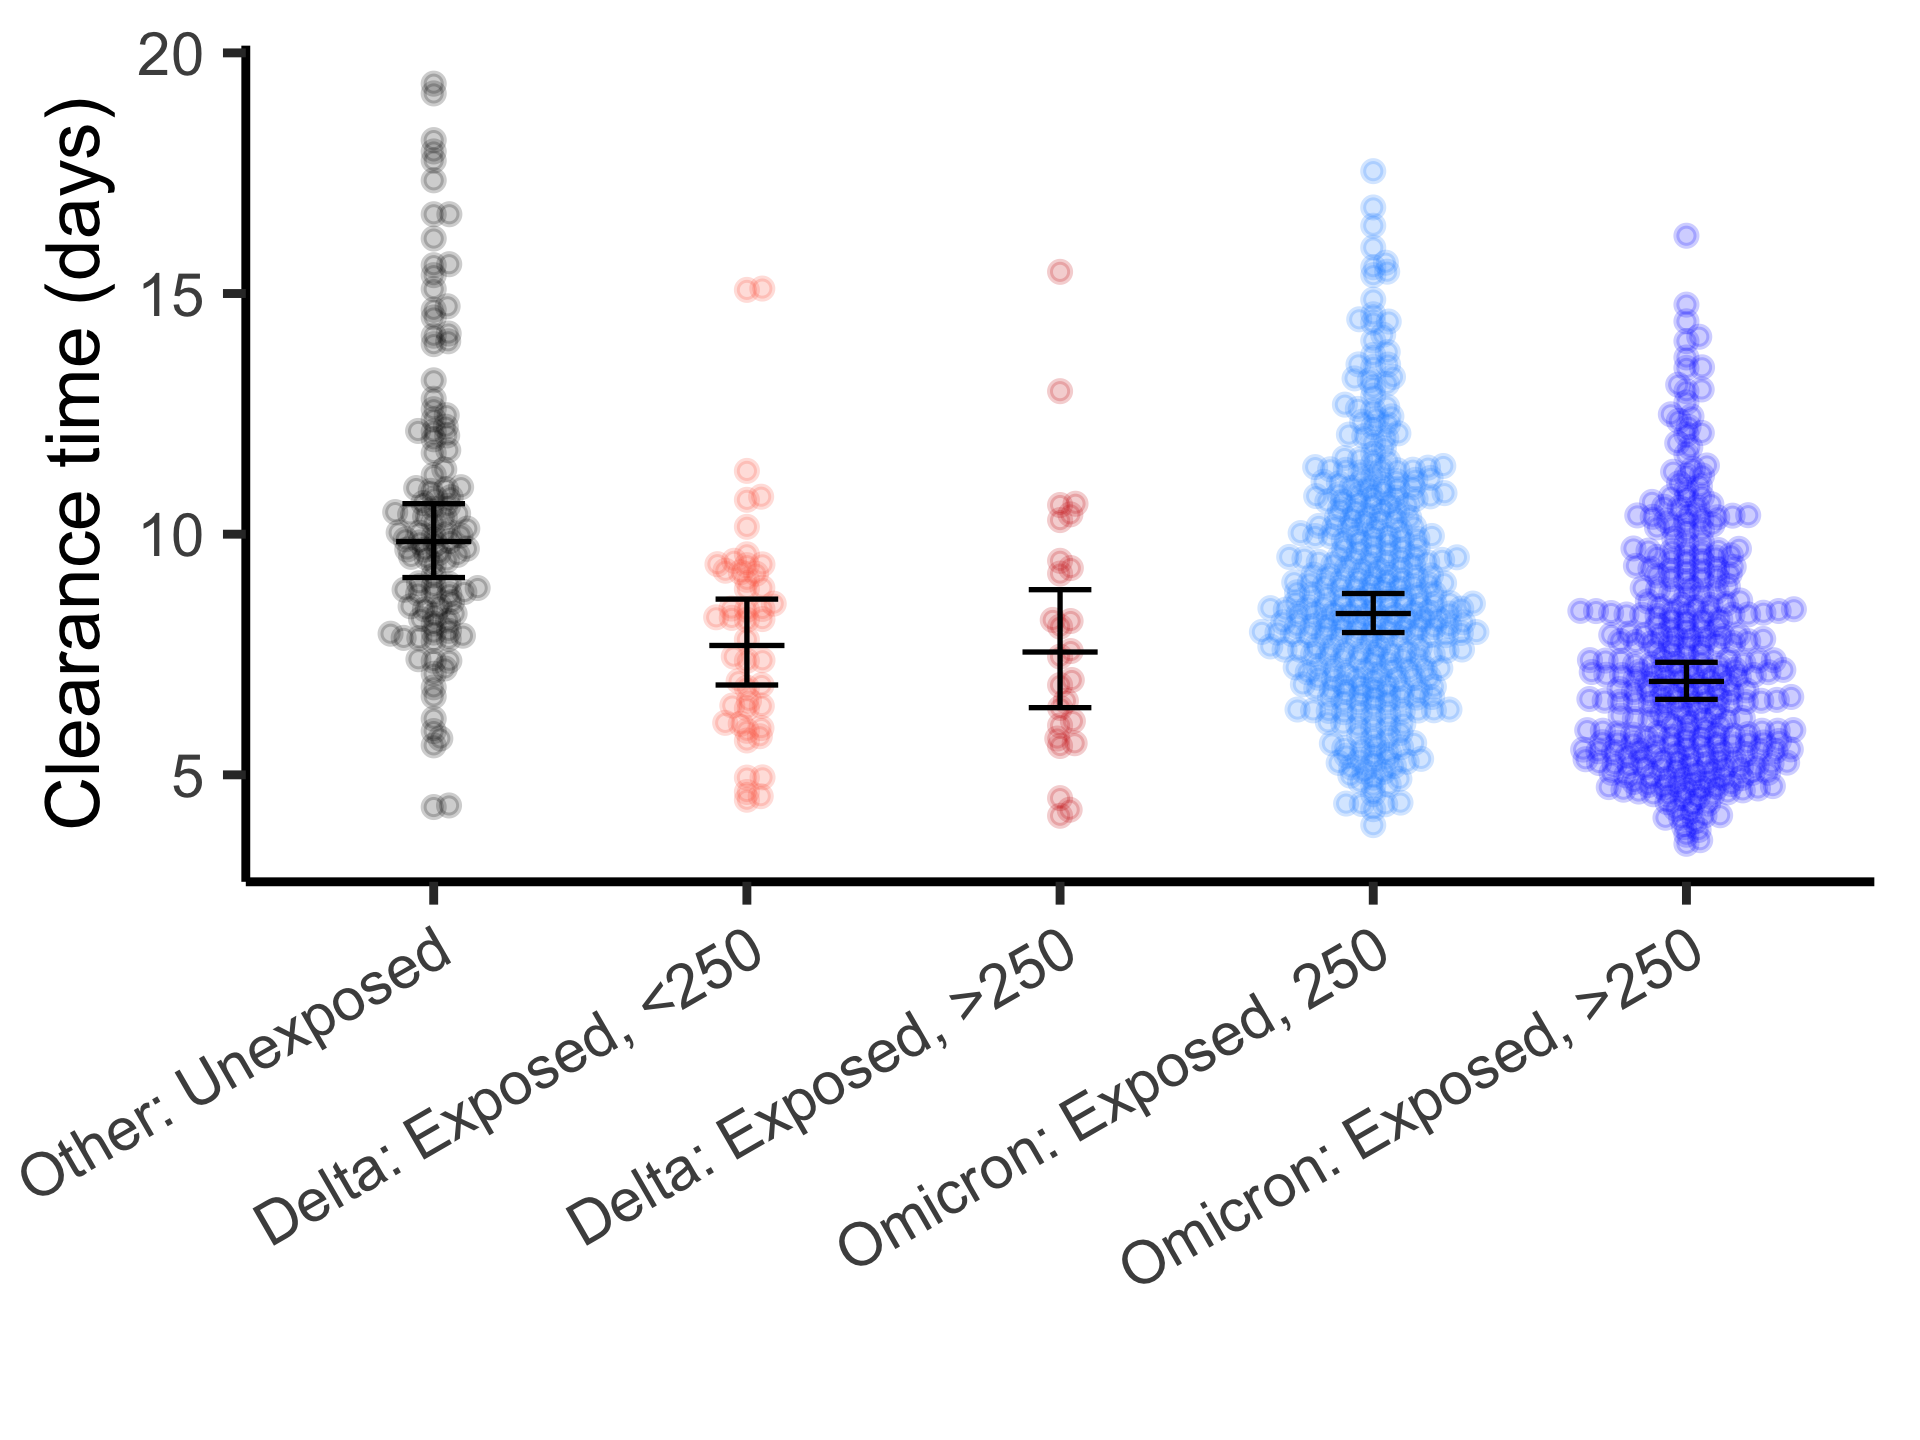 Clearance time (days)
20
15
10
5
Other: Unexposed
Delta: Exposed, <250
Delta: Exposed, >250
Omicron: Exposed, 250
Omicron: Exposed, >250